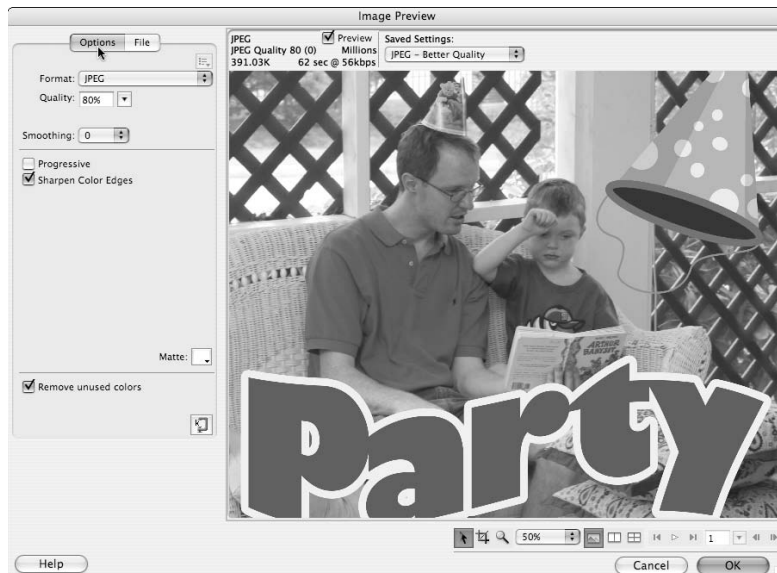 Image Preview
Options File
Format: JPEG
Quality: 80%
Smoothing: 0
Progressive
Sharpen Color Edges
Matte:
Remove unused colors
JPEG Preview
JPEG Quality 80 (0) Millions
391.03K 62 sec @ 56kbps
Saved Settings:
JPEG - Better Quality
ARTHUR
Party
50%
1
Help
Cancel OK